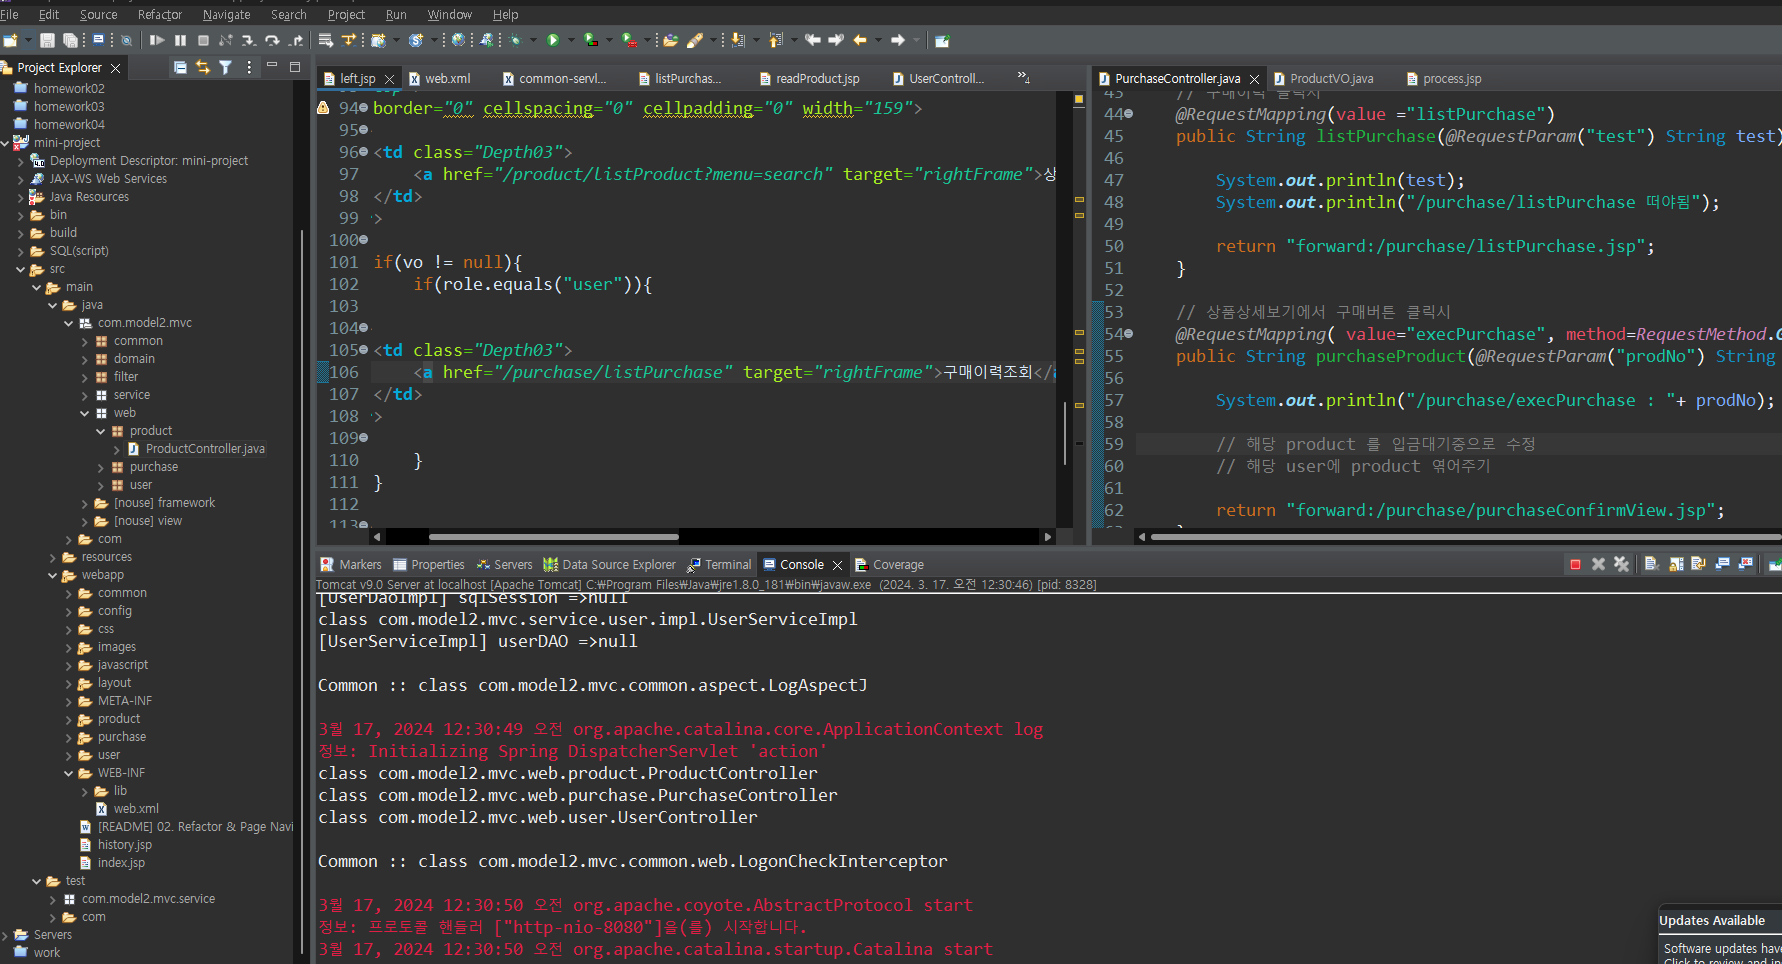 File Edit Source Refactor Navigate Search Project Run Window Help
Project Explorer
homework02
homework03
homework04
mini-project
Deployment Descriptor: mini-project
JAX-WS Web Services
Java Resources
bin
build
SQL(script)
src
main
java
com.model2.mvc
common
domain
filter
service
web
product
ProductController.java
purchase
user
[nouse] framework
[nouse] view
com
resources
webapp
common
config
css
images
javascript
layout
META-INF
product
purchase
user
WEB-INF
lib
web.xml
[README] 02. Refactor & Page Navi
history.jsp
index.jsp
test
com.model2.mvc.service
com
Servers
work
left.jsp web.xml common-servl... listPurchas... readProduct.jsp UserControll... »4
94 border="0" cellspacing="0" cellpadding="0" width="159">
95
96 <td class="Depth03">
97 <a href="/product/listProduct?menu=search" target="rightFrame">상
98 </td>
99 >
100
101 if(vo != null){
102 if(role.equals("user")){
103
104
105 <td class="Depth03">
106 <a href="/purchase/listPurchase" target="rightFrame">구매이력조회</a
107 </td>
108 >
109
110 }
111 }
112
113
PurchaseController.java ProductVO.java process.jsp
43 // 구매이력 클릭시
44 @RequestMapping(value ="listPurchase")
45 public String listPurchase(@RequestParam("test") String test)
46
47 System.out.println(test);
48 System.out.println("/purchase/listPurchase 떠야됨");
49
50 return "forward:/purchase/listPurchase.jsp";
51 }
52
53 // 상품상세보기에서 구매버튼 클릭시
54 @RequestMapping( value="execPurchase", method=RequestMethod.G
55 public String purchaseProduct(@RequestParam("prodNo") String
56
57 System.out.println("/purchase/execPurchase : "+ prodNo);
58
59 // 해당 product 를 입금대기중으로 수정
60 // 해당 user에 product 엮어주기
61
62 return "forward:/purchase/purchaseConfirmView.jsp";
63 }
Markers Properties Servers Data Source Explorer Terminal Console Coverage
Tomcat v9.0 Server at localhost [Apache Tomcat] C:₩Program Files₩Java₩jre1.8.0_181₩bin₩javaw.exe (2024. 3. 17. 오전 12:30:46) [pid: 8328]
[UserDaoImpl] sqlSession =>null
class com.model2.mvc.service.user.impl.UserServiceImpl
[UserServiceImpl] userDAO =>null
Common :: class com.model2.mvc.common.aspect.LogAspectJ
3월 17, 2024 12:30:49 오전 org.apache.catalina.core.ApplicationContext log
정보: Initializing Spring DispatcherServlet 'action'
class com.model2.mvc.web.product.ProductController
class com.model2.mvc.web.purchase.PurchaseController
class com.model2.mvc.web.user.UserController
Common :: class com.model2.mvc.common.web.LogonCheckInterceptor
3월 17, 2024 12:30:50 오전 org.apache.coyote.AbstractProtocol start
정보: 프로토콜 핸들러 ["http-nio-8080"]을(를) 시작합니다.
3월 17, 2024 12:30:50 오전 org.apache.catalina.startup.Catalina start
Updates Available
Software updates have
Click to review and in